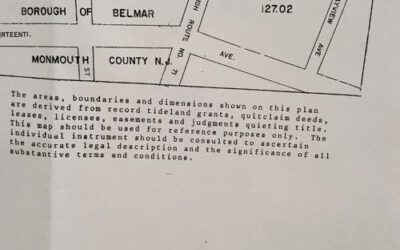 BOROUGH OF BELMAR
127.02
RTEENTI.
MONMOUTH COUNTY N.J.
ST
ROUTE NO. 71
AVE.
AVE
The areas, boundaries and dimensions shown on this plan
are derived from record tideland grants, quitclaim deeds,
leases, licenses, easements and judgments quieting title.
This map should be used for reference purposes only. The
individual instrument should be consulted to ascertain
the accurate legal description and the significance of all
substantive terms and conditions.